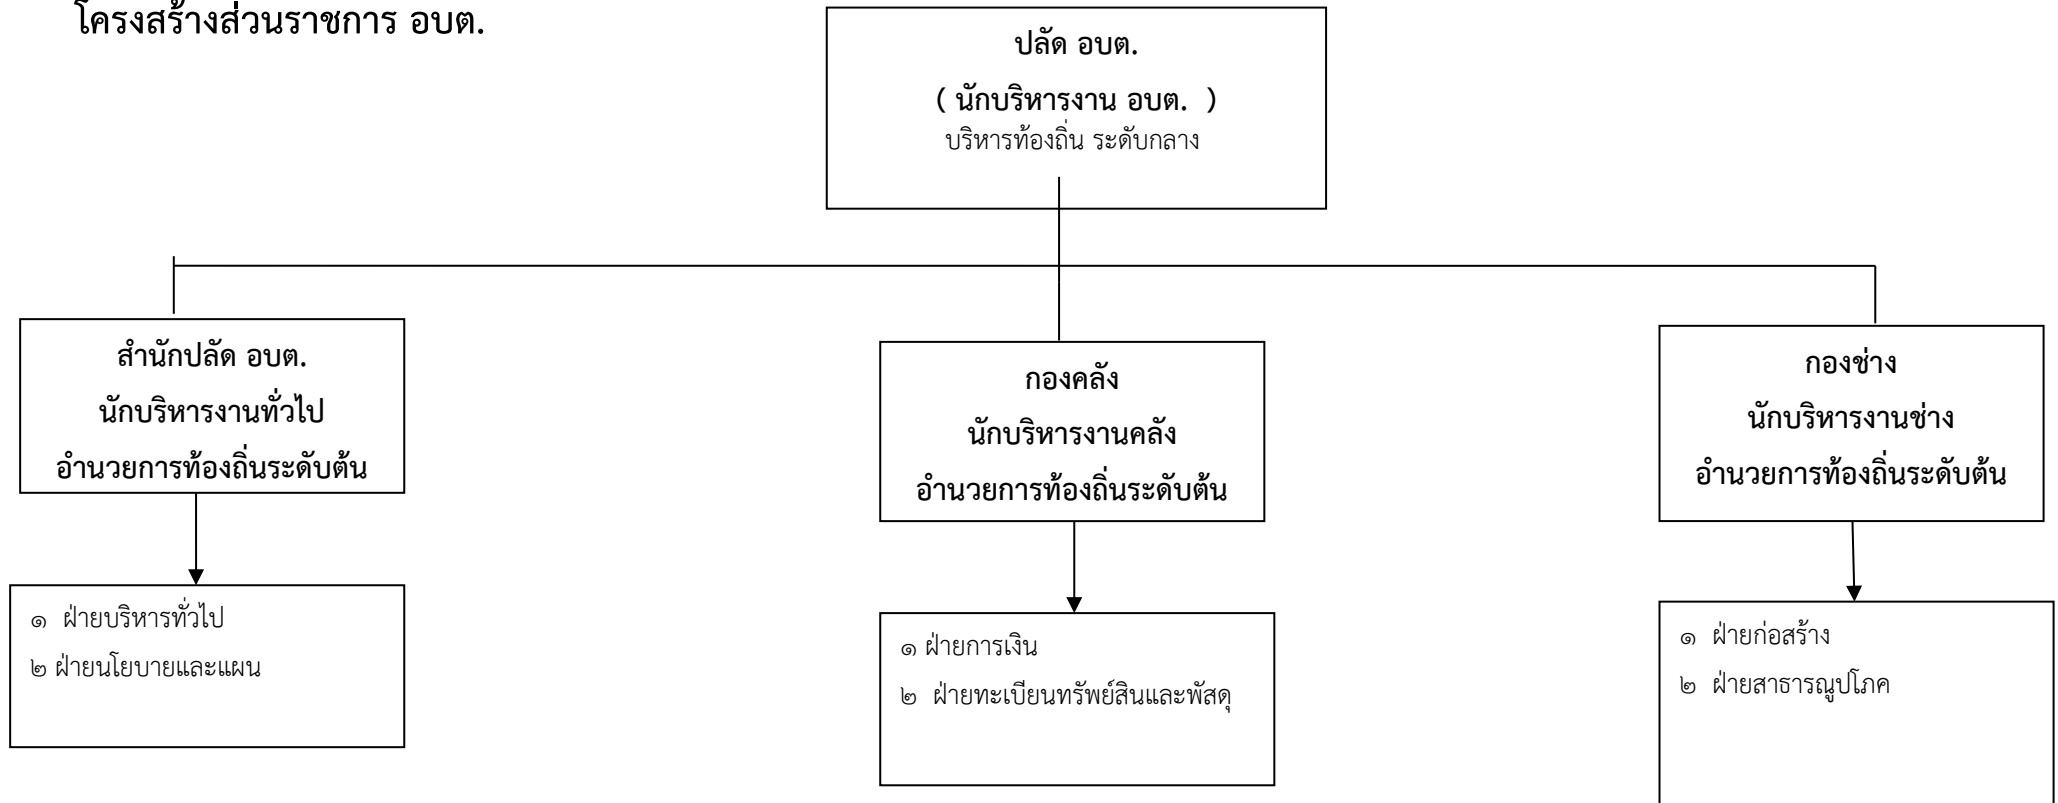 โครงสร้างส่วนราชการ อบต.
ปลัด อบต.
( นักบริหารงาน อบต. )
บริหารท้องถิ่น ระดับกลาง
สำนักปลัด อบต.
นักบริหารงานทั่วไป
อำนวยการท้องถิ่นระดับต้น
กองคลัง
นักบริหารงานคลัง
อำนวยการท้องถิ่นระดับต้น
กองช่าง
นักบริหารงานช่าง
อำนวยการท้องถิ่นระดับต้น
๑ ฝ่ายบริหารทั่วไป
๒ ฝ่ายนโยบายและแผน
๑ ฝ่ายการเงิน
๒ ฝ่ายทะเบียนทรัพย์สินและพัสดุ
๑ ฝ่ายก่อสร้าง
๒ ฝ่ายสาธารณูปโภค